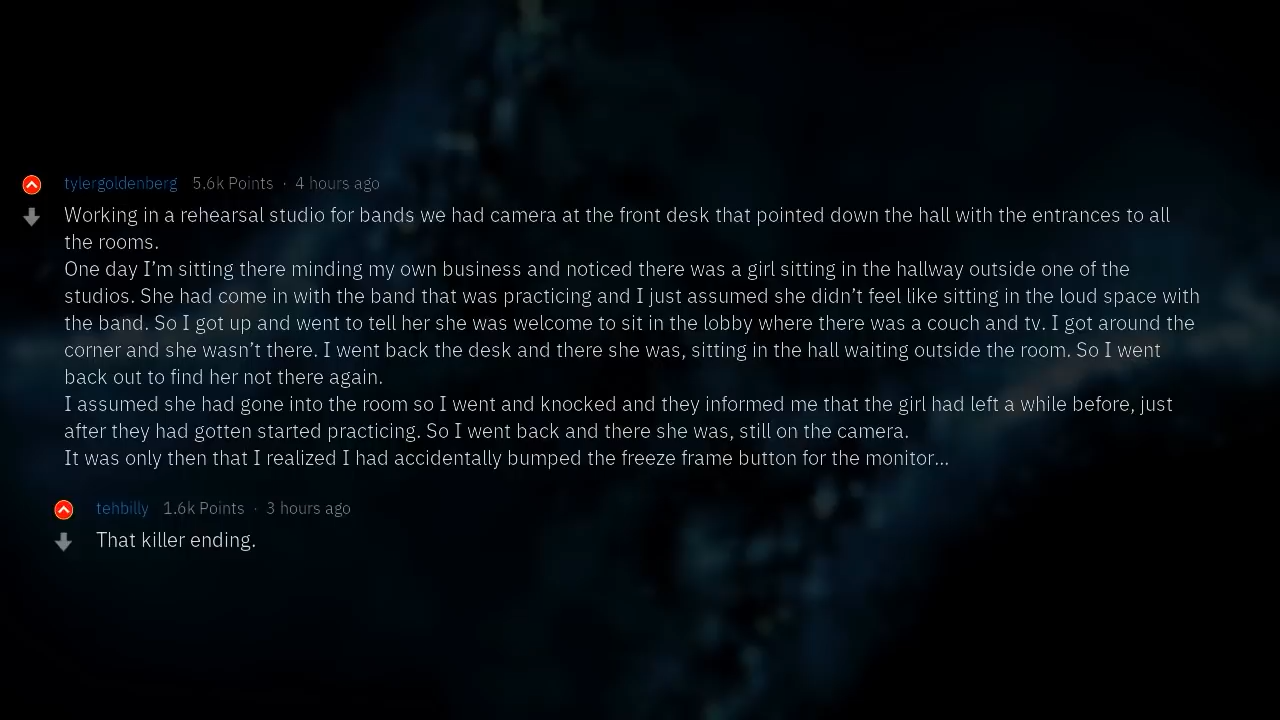 tylergoldenberg 5.6k Points · 4 hours ago
Working in a rehearsal studio for bands we had camera at the front desk that pointed down the hall with the entrances to all
the rooms.
One day I’m sitting there minding my own business and noticed there was a girl sitting in the hallway outside one of the
studios. She had come in with the band that was practicing and I just assumed she didn’t feel like sitting in the loud space with
the band. So I got up and went to tell her she was welcome to sit in the lobby where there was a couch and tv. I got around the
corner and she wasn’t there. I went back the desk and there she was, sitting in the hall waiting outside the room. So I went
back out to find her not there again.
I assumed she had gone into the room so I went and knocked and they informed me that the girl had left a while before, just
after they had gotten started practicing. So I went back and there she was, still on the camera.
It was only then that I realized I had accidentally bumped the freeze frame button for the monitor...
tehbilly 1.6k Points · 3 hours ago
That killer ending.